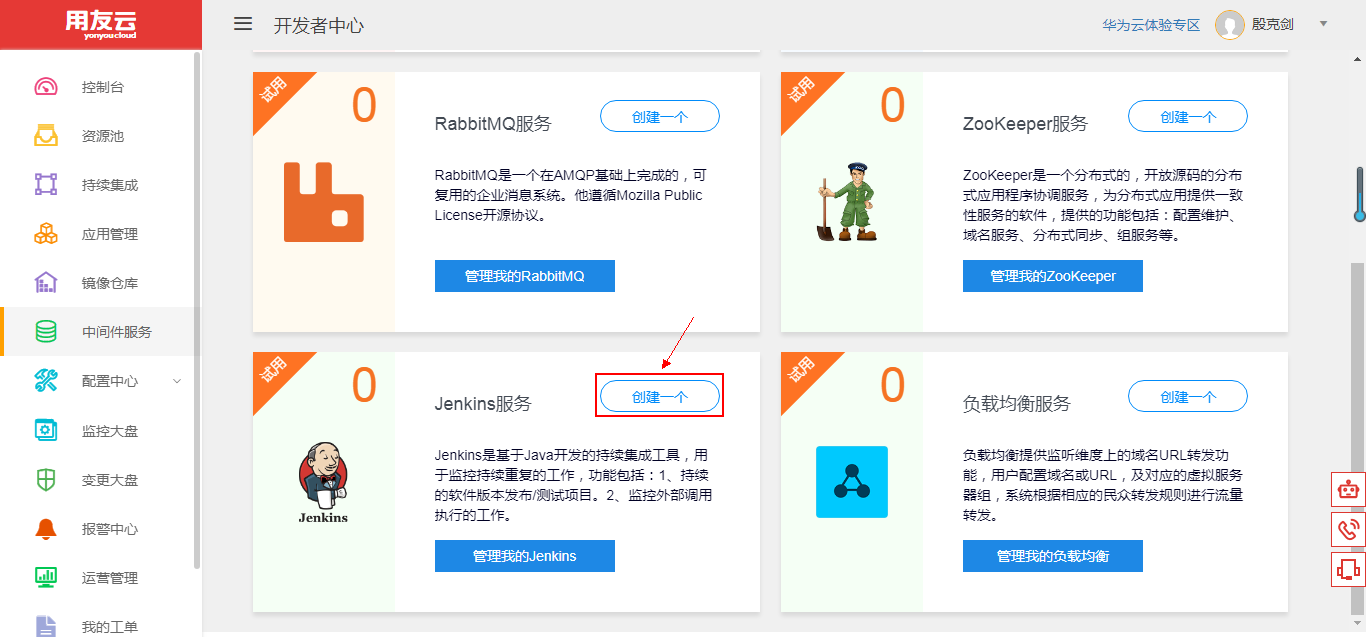 用友云
yonyoucloud
开发者中心
华为云体验专区
殷克剑
控制台
资源池
持续集成
应用管理
镜像仓库
中间件服务
配置中心
监控大盘
变更大盘
报警中心
运营管理
我的工单
试用
0
RabbitMQ服务
创建一个
RabbitMQ是一个在AMQP基础上完成的，可
复用的企业消息系统。他遵循Mozilla Public
License开源协议。
管理我的RabbitMQ
试用
0
ZooKeeper服务
创建一个
ZooKeeper是一个分布式的，开放源码的分布
式应用程序协调服务，为分布式应用提供一致
性服务的软件，提供的功能包括：配置维护、
域名服务、分布式同步、组服务等。
管理我的ZooKeeper
试用
0
Jenkins
Jenkins服务
创建一个
Jenkins是基于Java开发的持续集成工具，用
于监控持续重复的工作，功能包括：1、持续
的软件版本发布/测试项目。2、监控外部调用
执行的工作。
管理我的Jenkins
试用
0
负载均衡服务
创建一个
负载均衡提供监听维度上的域名URL转发功
能，用户配置域名或URL，及对应的虚拟服务
器组，系统根据相应的民众转发规则进行流量
转发。
管理我的负载均衡